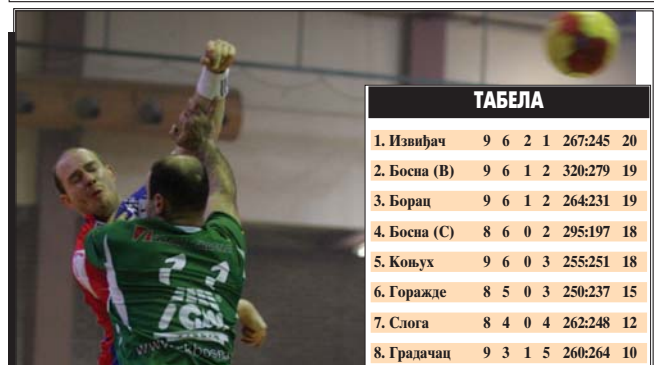 ТАБЕЛА
1. Извиђач 9 6 2 1 267:245 20
2. Босна (В) 9 6 1 2 320:279 19
3. Борац 9 6 1 2 264:231 19
4. Босна (С) 8 6 0 2 295:197 18
5. Коњух 9 6 0 3 255:251 18
6. Горажде 8 5 0 3 250:237 15
7. Слога 8 4 0 4 262:248 12
8. Градачац 9 3 1 5 260:264 10
11